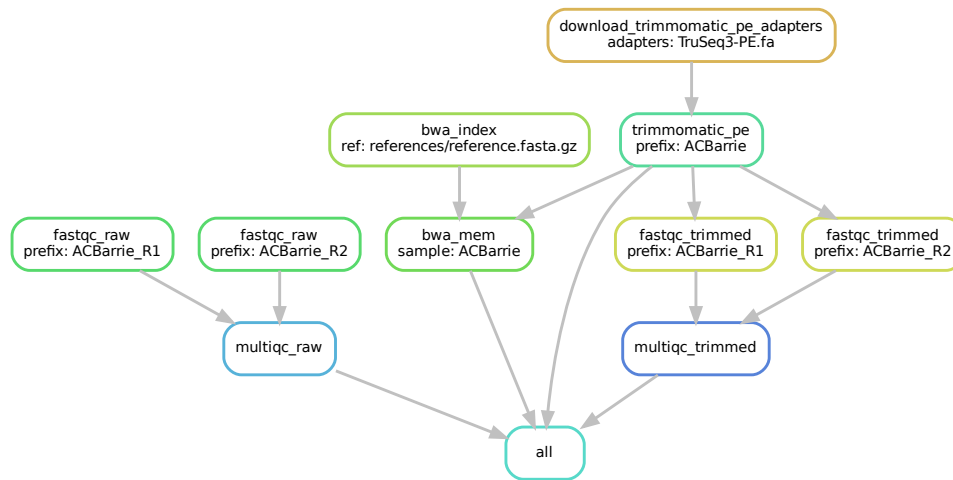 download_trimmomatic_pe_adapters
adapters: TruSeq3-PE.fa
bwa_index
ref: references/reference.fasta.gz
trimmomatic_pe
prefix: ACBarrie
fastqc_raw
prefix: ACBarrie_R1
fastqc_raw
prefix: ACBarrie_R2
bwa_mem
sample: ACBarrie
fastqc_trimmed
prefix: ACBarrie_R1
fastqc_trimmed
prefix: ACBarrie_R2
multiqc_raw
multiqc_trimmed
all